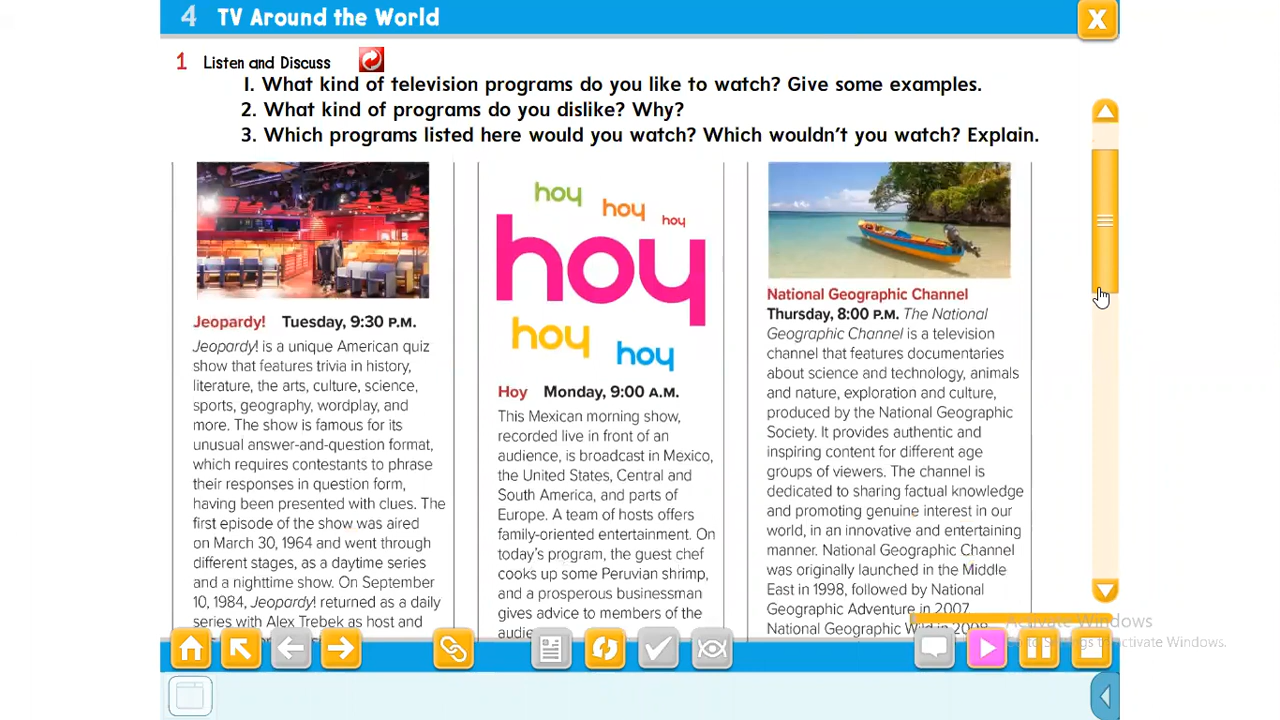 4 TV Around the World
X
1 Listen and Discuss
1. What kind of television programs do you like to watch? Give some examples.
2. What kind of programs do you dislike? Why?
3. Which programs listed here would you watch? Which wouldn't you watch? Explain.
Jeopardy! Tuesday, 9:30 P.M.
Jeopardy! is a unique American quiz
show that features trivia in history,
literature, the arts, culture, science,
sports, geography, wordplay, and
more. The show is famous for its
unusual answer-and-question format,
which requires contestants to phrase
their responses in question form,
having been presented with clues. The
first episode of the show was aired
on March 30, 1964 and went through
different stages, as a daytime series
and a nighttime show. On September
10, 1984, Jeopardy! returned as a daily
series with Alex Trebek as host and
hoy
hoy
hoy
hoy
hoy
hoy
Hoy Monday, 9:00 A.M.
This Mexican morning show,
recorded live in front of an
audience, is broadcast in Mexico,
the United States, Central and
South America, and parts of
Europe. A team of hosts offers
family-oriented entertainment. On
today's program, the guest chef
cooks up some Peruvian shrimp,
and a prosperous businessman
gives advice to members of the
National Geographic Channel
Thursday, 8:00 P.M. The National
Geographic Channel is a television
channel that features documentaries
about science and technology, animals
and nature, exploration and culture,
produced by the National Geographic
Society. It provides authentic and
inspiring content for different age
groups of viewers. The channel is
dedicated to sharing factual knowledge
and promoting genuine interest in our
world, in an innovative and entertaining
manner. National Geographic Channel
was originally launched in the Middle
East in 1998, followed by National
Geographic Adventure in 2007,
National Geographic Wild in
Activate Windows
Go to Settings to activate Windows.